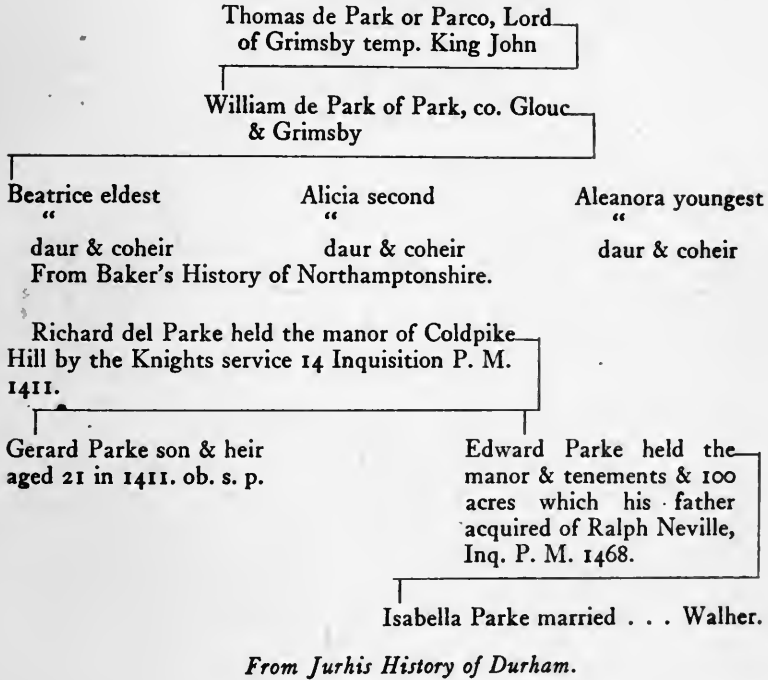 Thomas de Park or Parco, Lord
of Grimsby temp. King John
William de Park of Park, co. Glouc
& Grimsby
Beatrice eldest Alicia second Aleanora youngest
“ “ “
daur & coheir daur & coheir daur & coheir
From Baker's History of Northamptonshire.
Richard del Parke held the manor of Coldpike
Hill by the Knights service 14 Inquisition P. M.
1411.
Gerard Parke son & heir
aged 21 in 1411. ob. s. p.
Edward Parke held the
manor & tenements & 100
acres which his father
acquired of Ralph Neville,
Inq. P. M. 1468.
Isabella Parke married . . . Walher.
From Jurhis History of Durham.